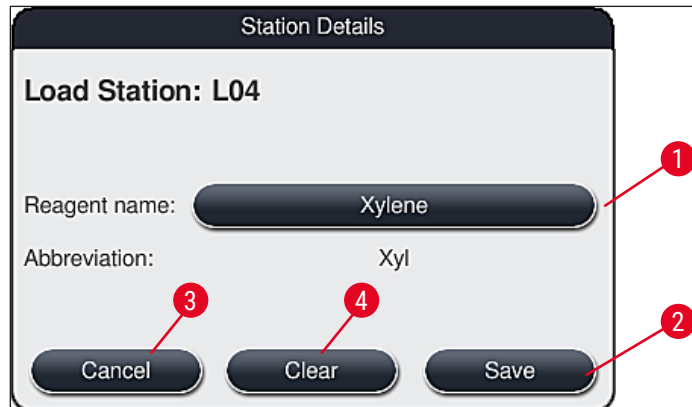 Station Details
Load Station: L04
1
Reagent name: Xylene
Abbreviation: Xyl
3
4
2
Cancel Clear Save